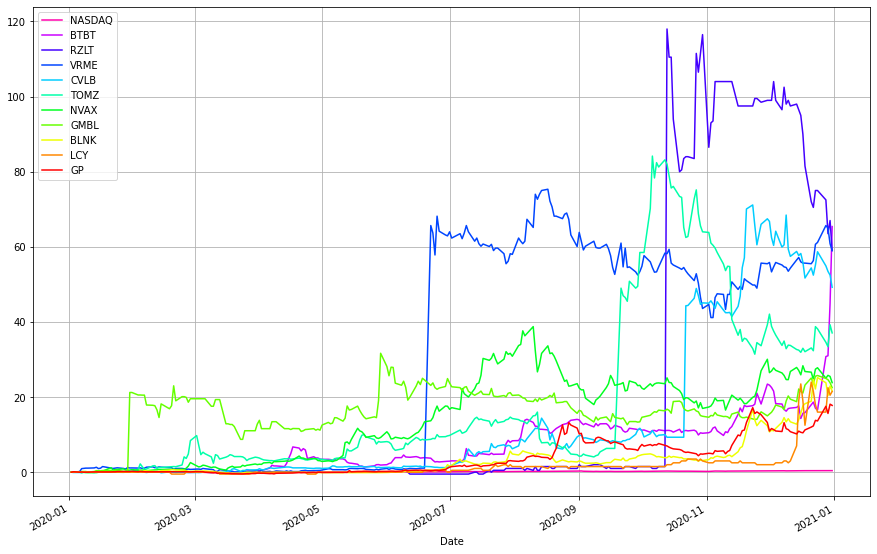 NASDAQ
BTBT
RZLT
VRME
CVLB
TOMZ
NVAX
GMBL
BLNK
LCY
GP
120
100
80
60
40
20
0
2020-01
2020-03
2020-05
2020-07
2020-09
2020-11
2021-01
Date